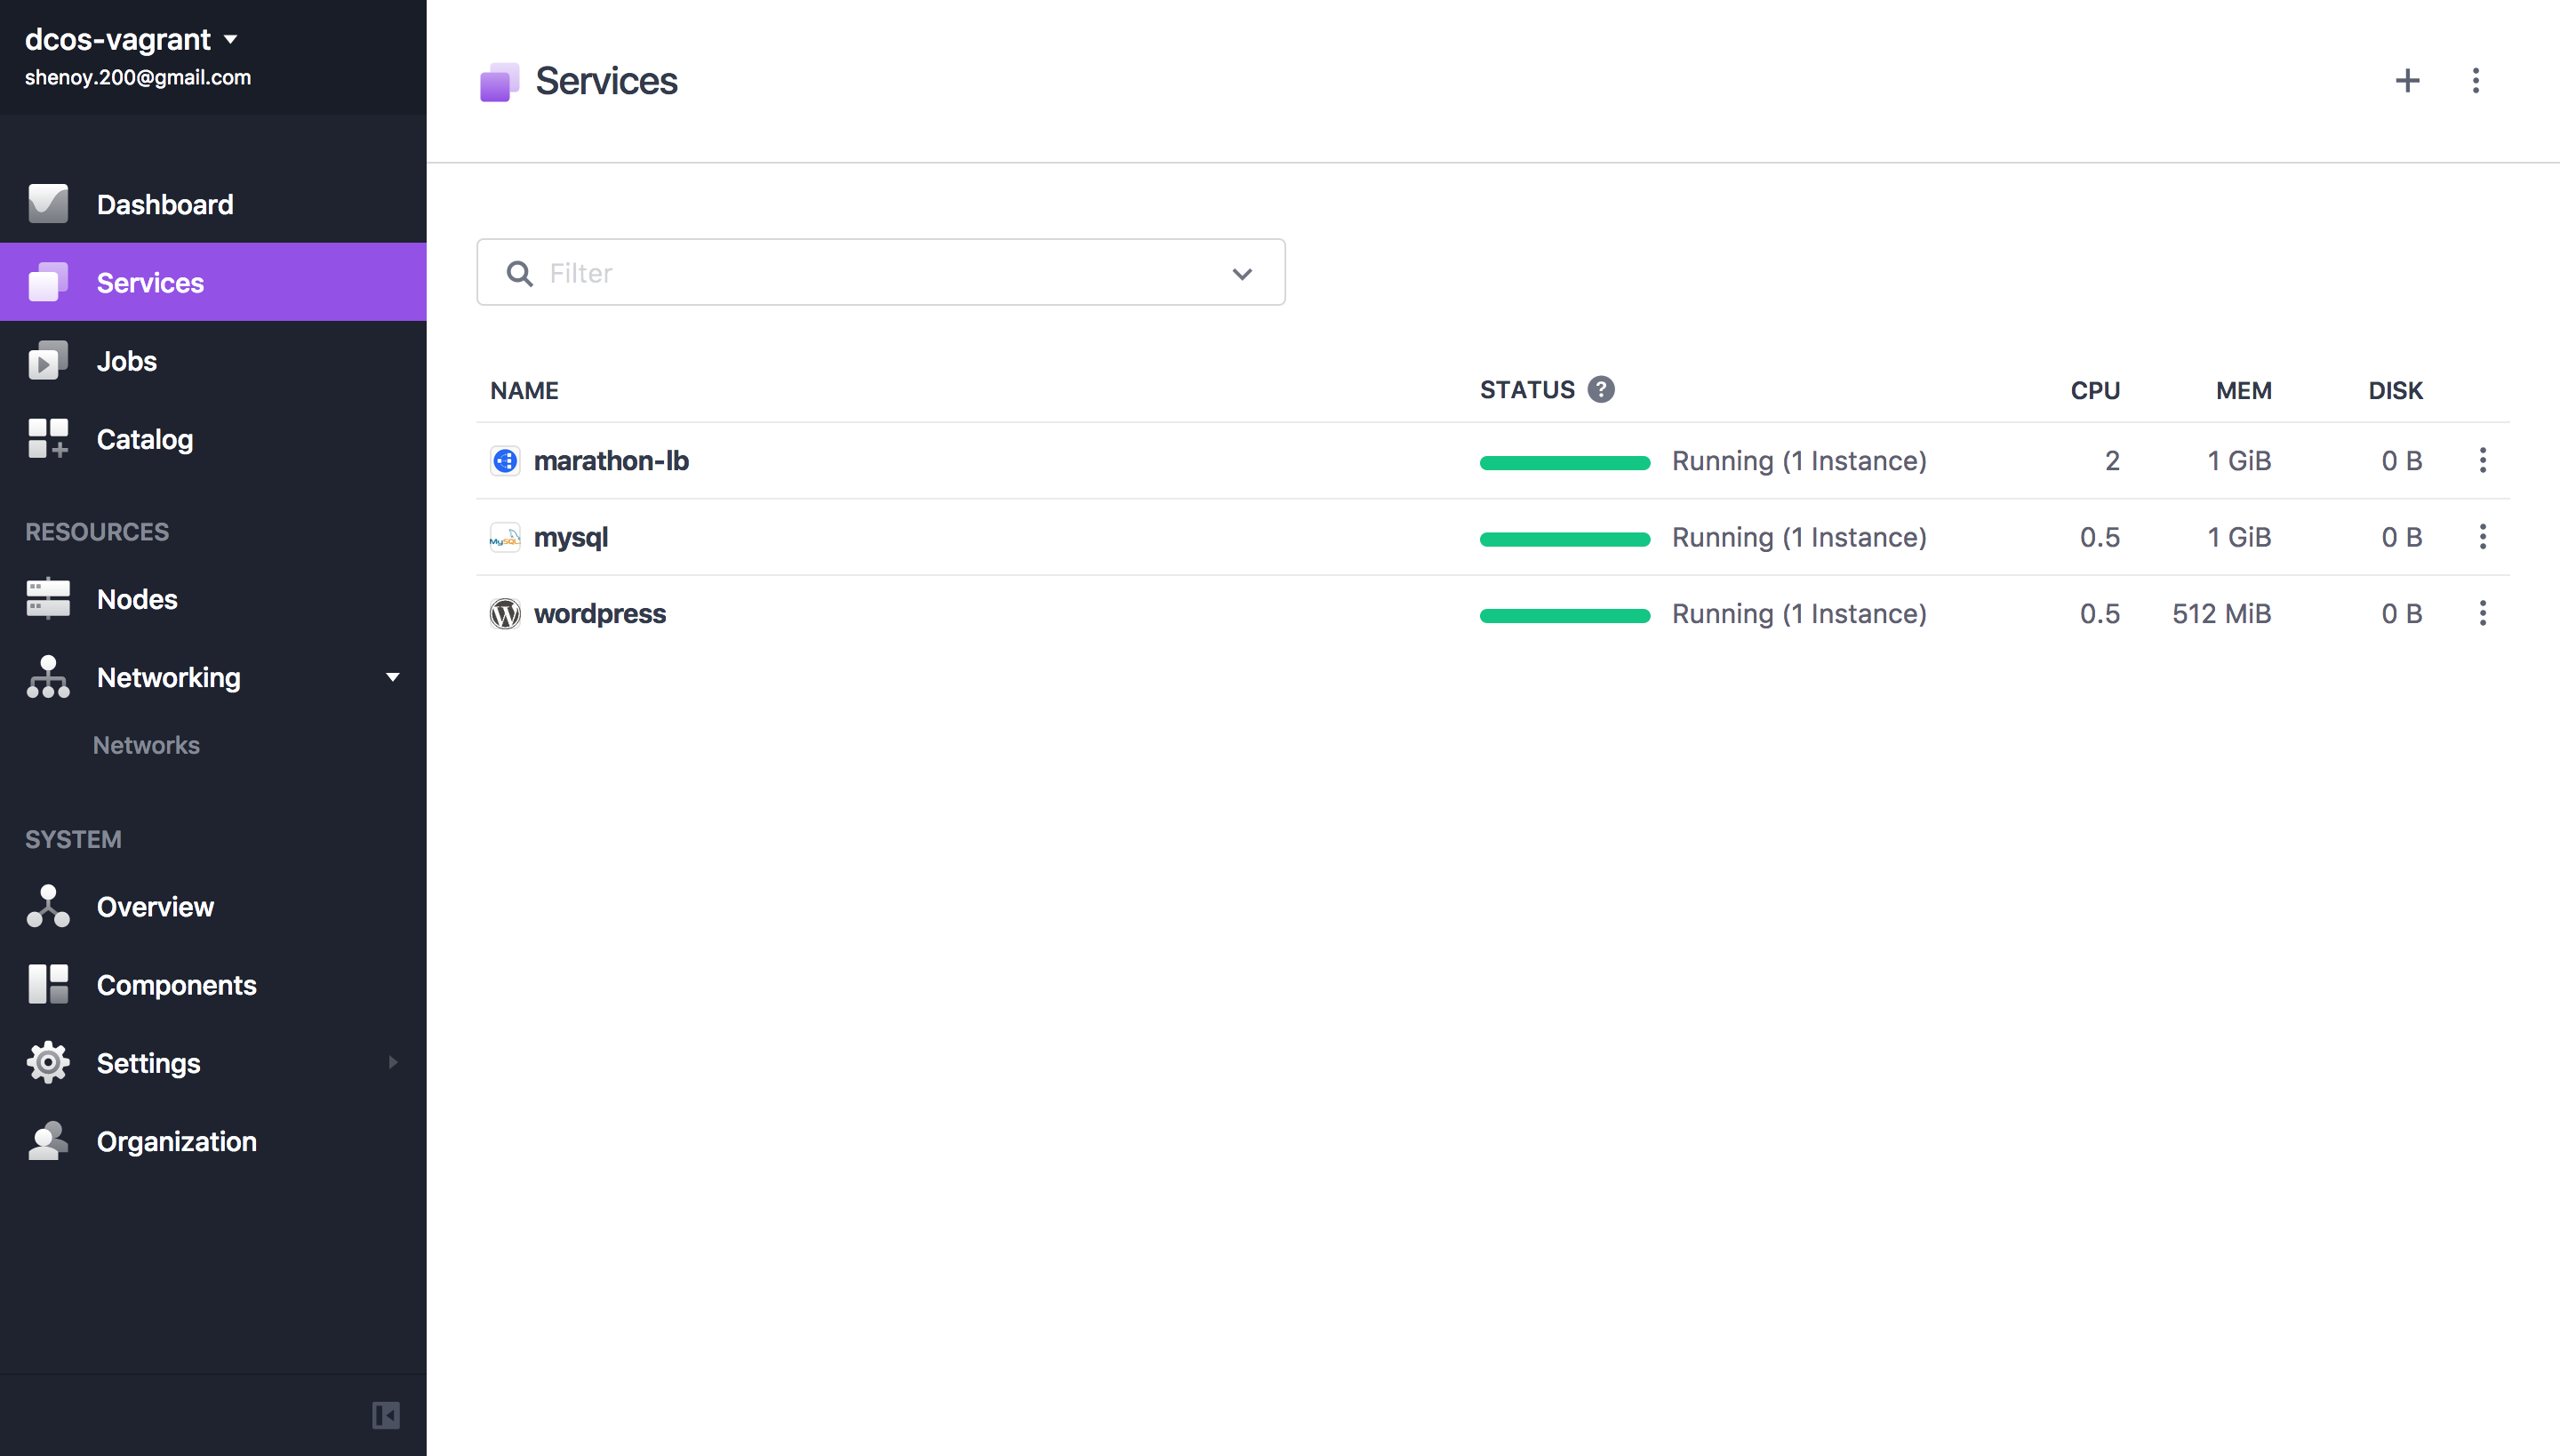 dcos-vagrant
shenoy.200@gmail.com
Dashboard
Services
Jobs
Catalog
RESOURCES
Nodes
Networking
Networks
SYSTEM
Overview
Components
Settings
Organization
Services
Filter
NAME STATUS ? CPU MEM DISK
marathon-lb Running (1 Instance) 2 1 GiB 0 B
MySQL mysql Running (1 Instance) 0.5 1 GiB 0 B
W wordpress Running (1 Instance) 0.5 512 MiB 0 B